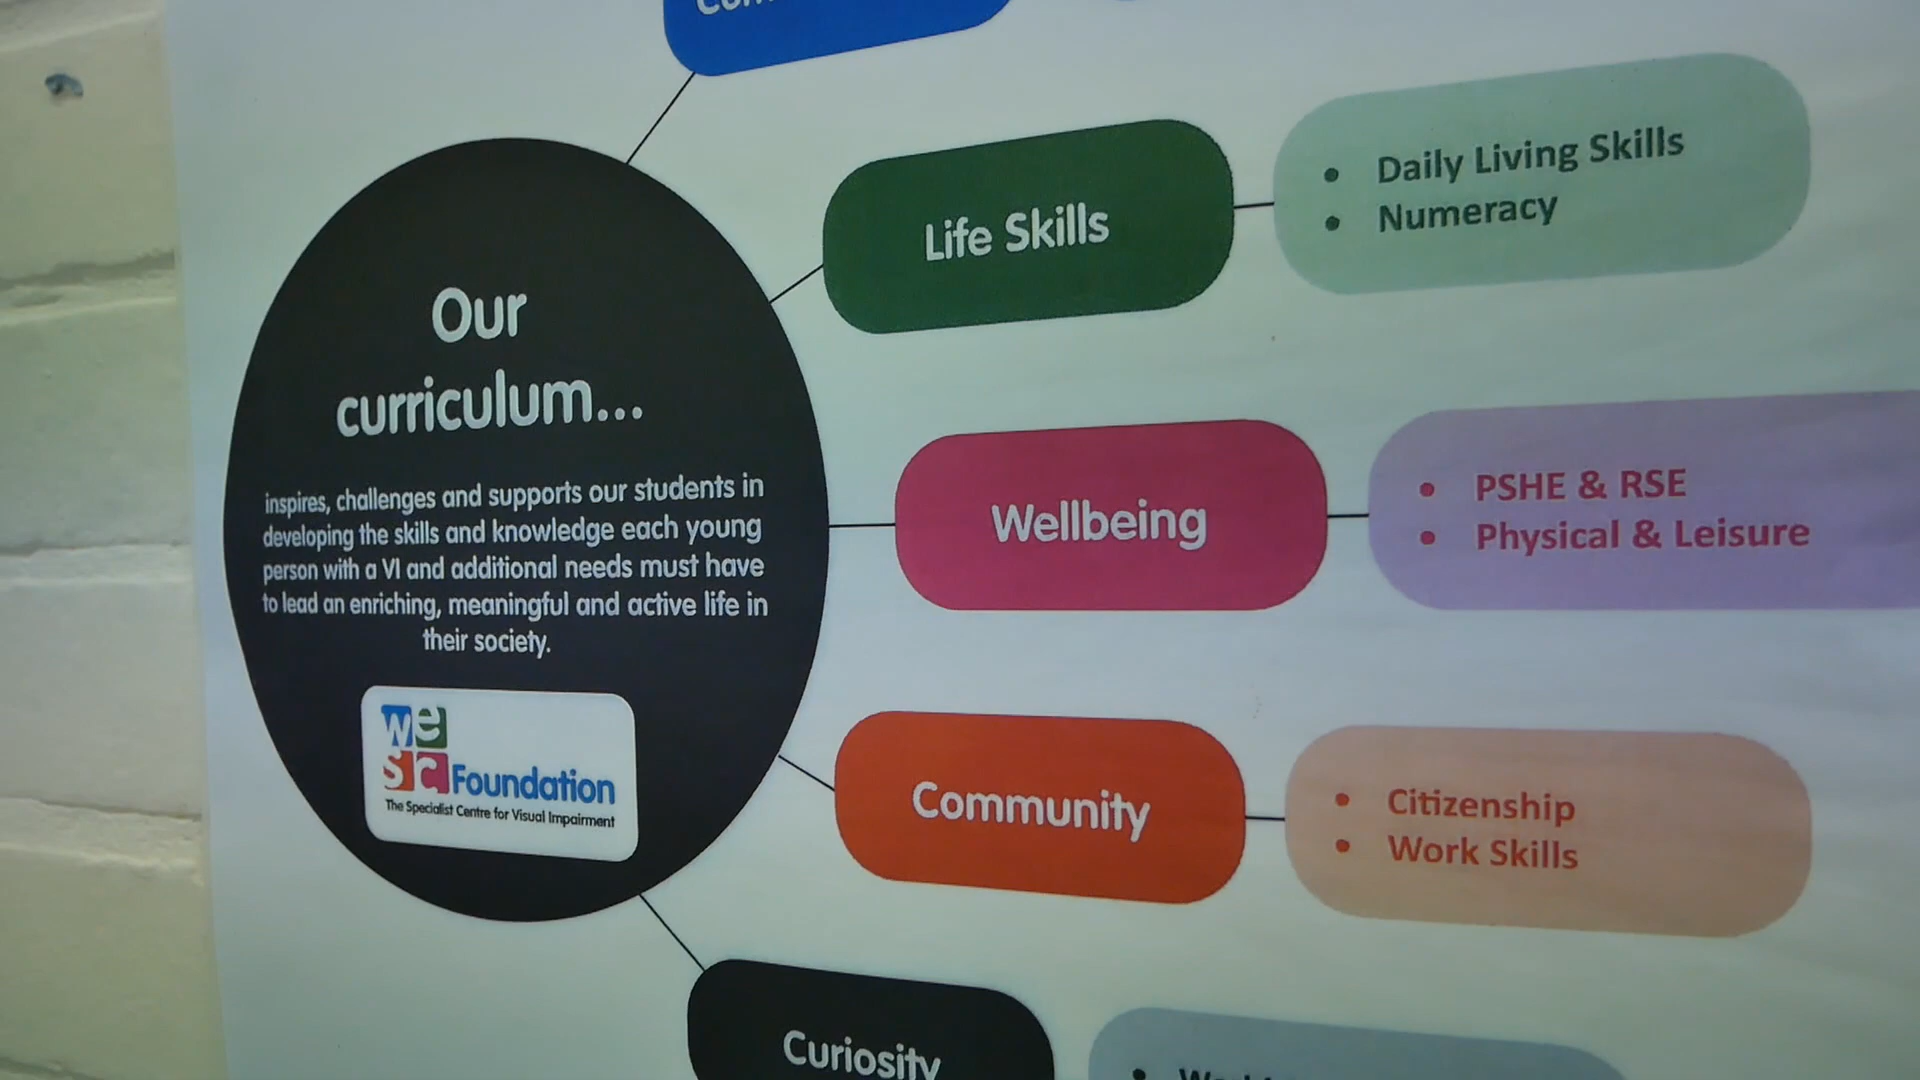 Our
curriculum...
inspires, challenges and supports our students in
developing the skills and knowledge each young
person with a VI and additional needs must have
to lead an enriching, meaningful and active life in
their society.
we
sc Foundation
The Specialist Centre for Visual Impairment
Life Skills
• Daily Living Skills
• Numeracy
Wellbeing
• PSHE & RSE
• Physical & Leisure
Community
• Citizenship
• Work Skills
Curiosity